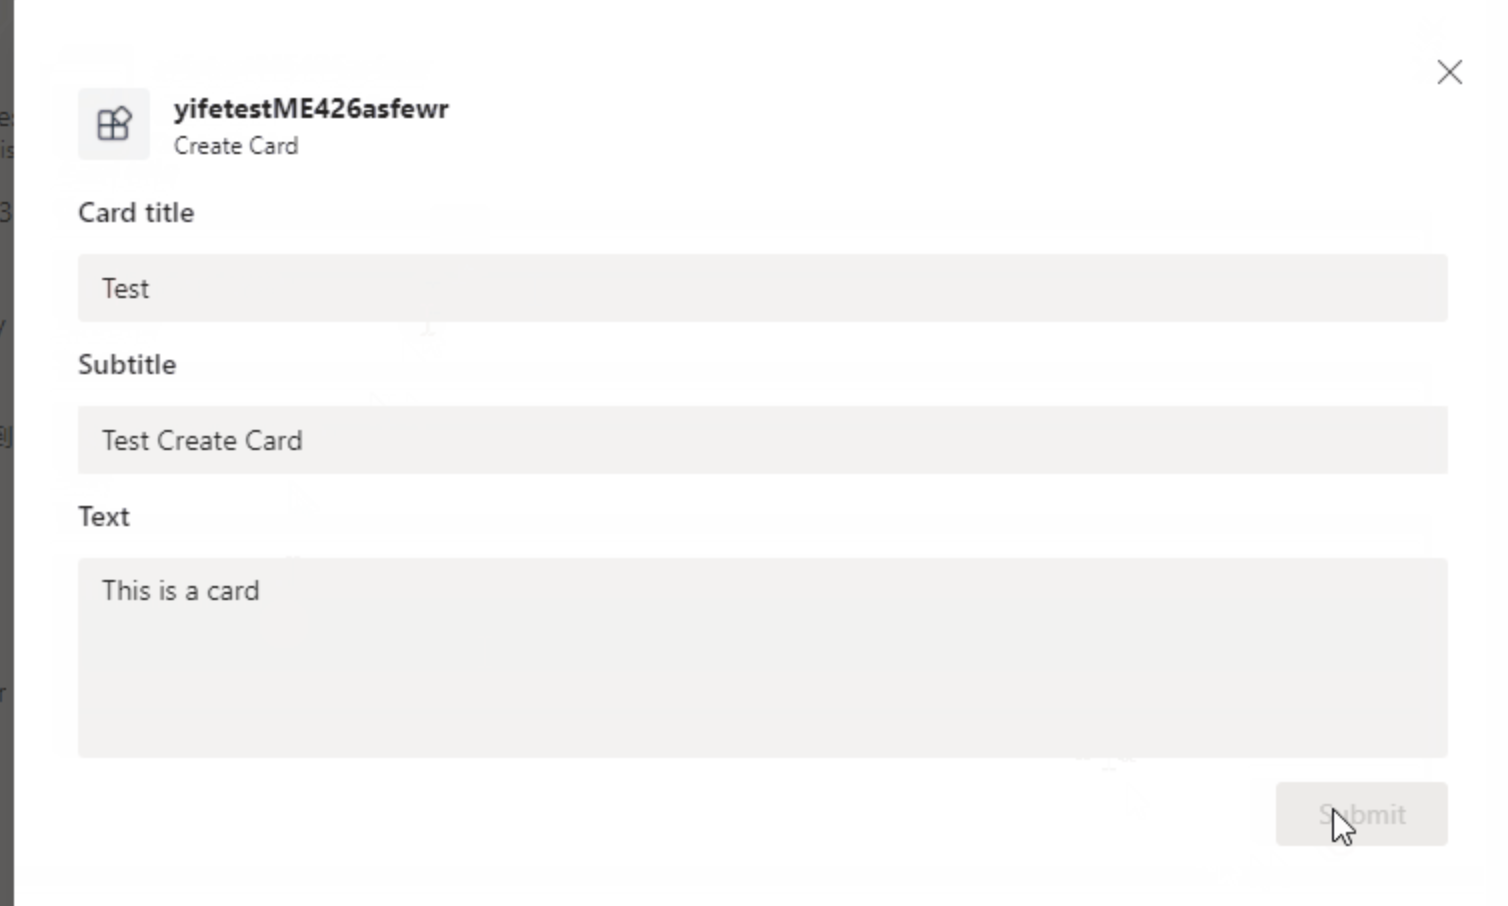 yifetestME426asfewr
Create Card
Card title
Test
Subtitle
Test Create Card
Text
This is a card
Submit